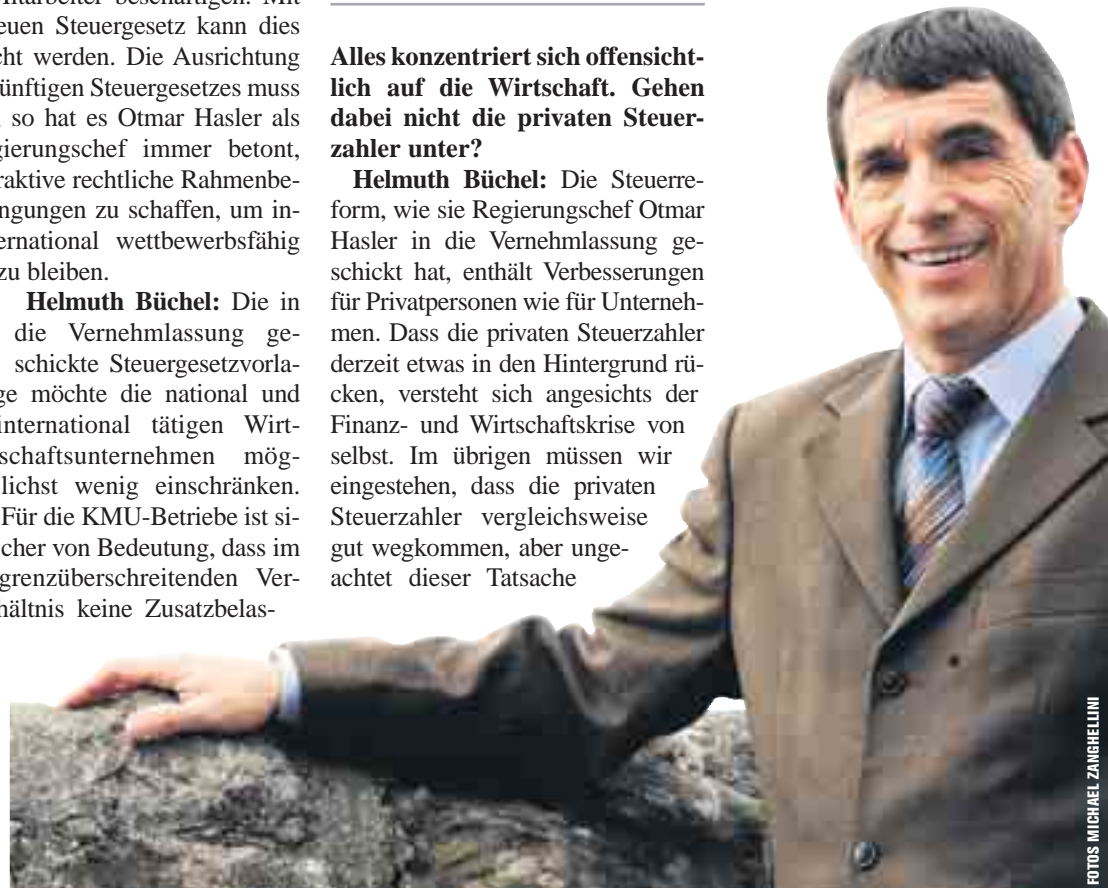 Mitarbeiter beschäftigen. Mit
euen Steuergesetz kann dies
cht werden. Die Ausrichtung
ünftigen Steuergesetzes muss
so hat es Otmar Hasler als
gierungschef immer betont,
raktive rechtliche Rahmenbe-
ngungen zu schaffen, um in-
ernational wettbewerbsfähig
zu bleiben.
Helmuth Büchel: Die in
die Vernehmlassung ge-
schickte Steuergesetzvorla-
ge möchte die national und
international tätigen Wirt-
schaftsunternehmen mög-
lichst wenig einschränken.
Für die KMU-Betriebe ist si-
cher von Bedeutung, dass im
grenzüberschreitenden Ver-
hältnis keine Zusatzbelas-
Alles konzentriert sich offensicht-
lich auf die Wirtschaft. Gehen
dabei nicht die privaten Steuer-
zahler unter?
Helmuth Büchel: Die Steuerre-
form, wie sie Regierungschef Otmar
Hasler in die Vernehmlassung ge-
schickt hat, enthält Verbesserungen
für Privatpersonen wie für Unterneh-
men. Dass die privaten Steuerzahler
derzeit etwas in den Hintergrund rü-
cken, versteht sich angesichts der
Finanz- und Wirtschaftskrise von
selbst. Im übrigen müssen wir
eingestehen, dass die privaten
Steuerzahler vergleichsweise
gut wegkommen, aber unge-
achtet dieser Tatsache
FOTOS MICHAEL ZANGHELLINI